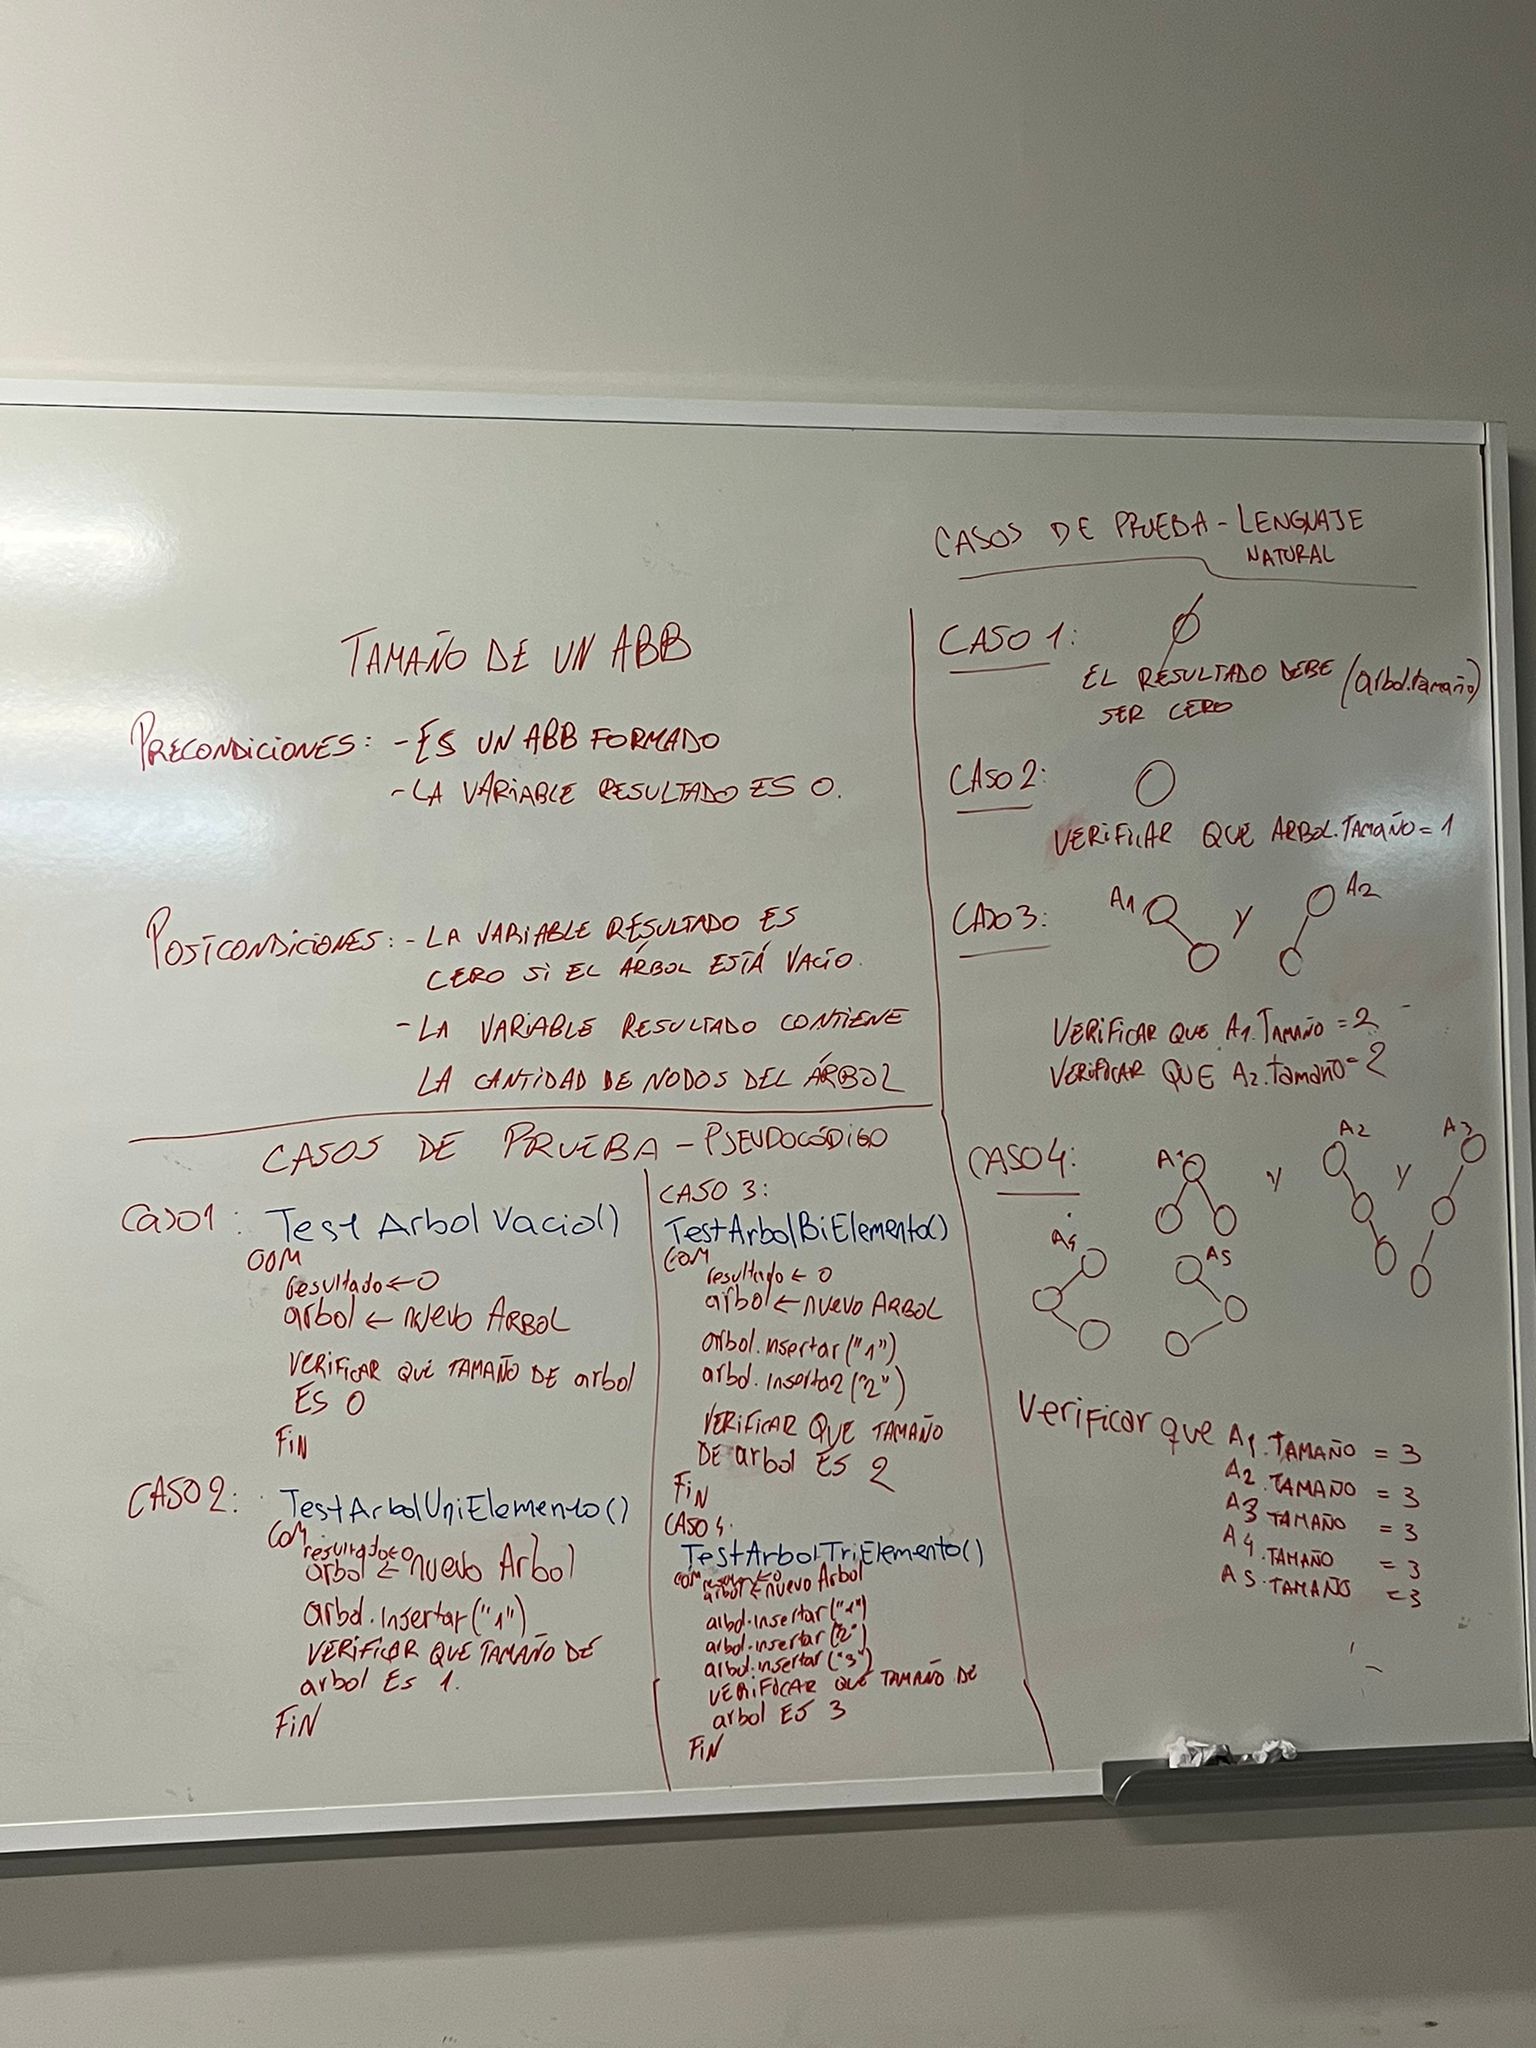 TAMAÑO DE UN ABB
PRECONDICIONES: - ES UN ABB FORMADO
- LA VARIABLE RESULTADO ES 0.
POSTCONDICIONES: - LA VARIABLE RESULTADO ES
CERO SI EL ÁRBOL ESTÁ VACÍO.
- LA VARIABLE RESULTADO CONTIENE
LA CANTIDAD DE NODOS DEL ÁRBOL
CASOS DE PRUEBA - PSEUDOCÓDIGO
CASO 1: TestArbolVacio()
COM
resultado ← 0
arbol ← nuevo ARBOL
VERIFICAR QUE TAMAÑO DE arbol
ES 0
FIN
CASO 2: TestArbolUniElemento()
COM
resultado ← 0
arbol ← nuevo Arbol
arbol.insertar("1")
VERIFICAR QUE TAMAÑO DE
arbol Es 1.
FIN
CASO 3:
TestArbolBiElemento()
COM
resultado ← 0
arbol ← nuevo ARBOL
arbol.insertar("1")
arbol.insertar("2")
VERIFICAR QUE TAMAÑO
DE arbol ES 2
FIN
CASO 4.
TestArbolTriElemento()
COM
arbol ← nuevo Arbol
arbol.insertar("1")
arbol.insertar("2")
arbol.insertar("3")
VERIFICAR QUE TAMAÑO DE
arbol ES 3
FIN
CASOS DE PRUEBA - LENGUAJE
NATURAL
CASO 1:
EL RESULTADO DEBE (arbol.tamaño)
SER CERO
CASO 2:
VERIFICAR QUE ARBOL.TAMAÑO = 1
CASO 3: A1 Y A2
VERIFICAR QUE A1.TAMAÑO = 2
VERIFICAR QUE A2.tamaño = 2
CASO 4: A1 Y A2 Y A3
A4 A5
Verificar que A1.TAMAÑO = 3
A2.TAMAÑO = 3
A3 TAMAÑO = 3
A4.TAMAÑO = 3
A5.TAMAÑO = 3